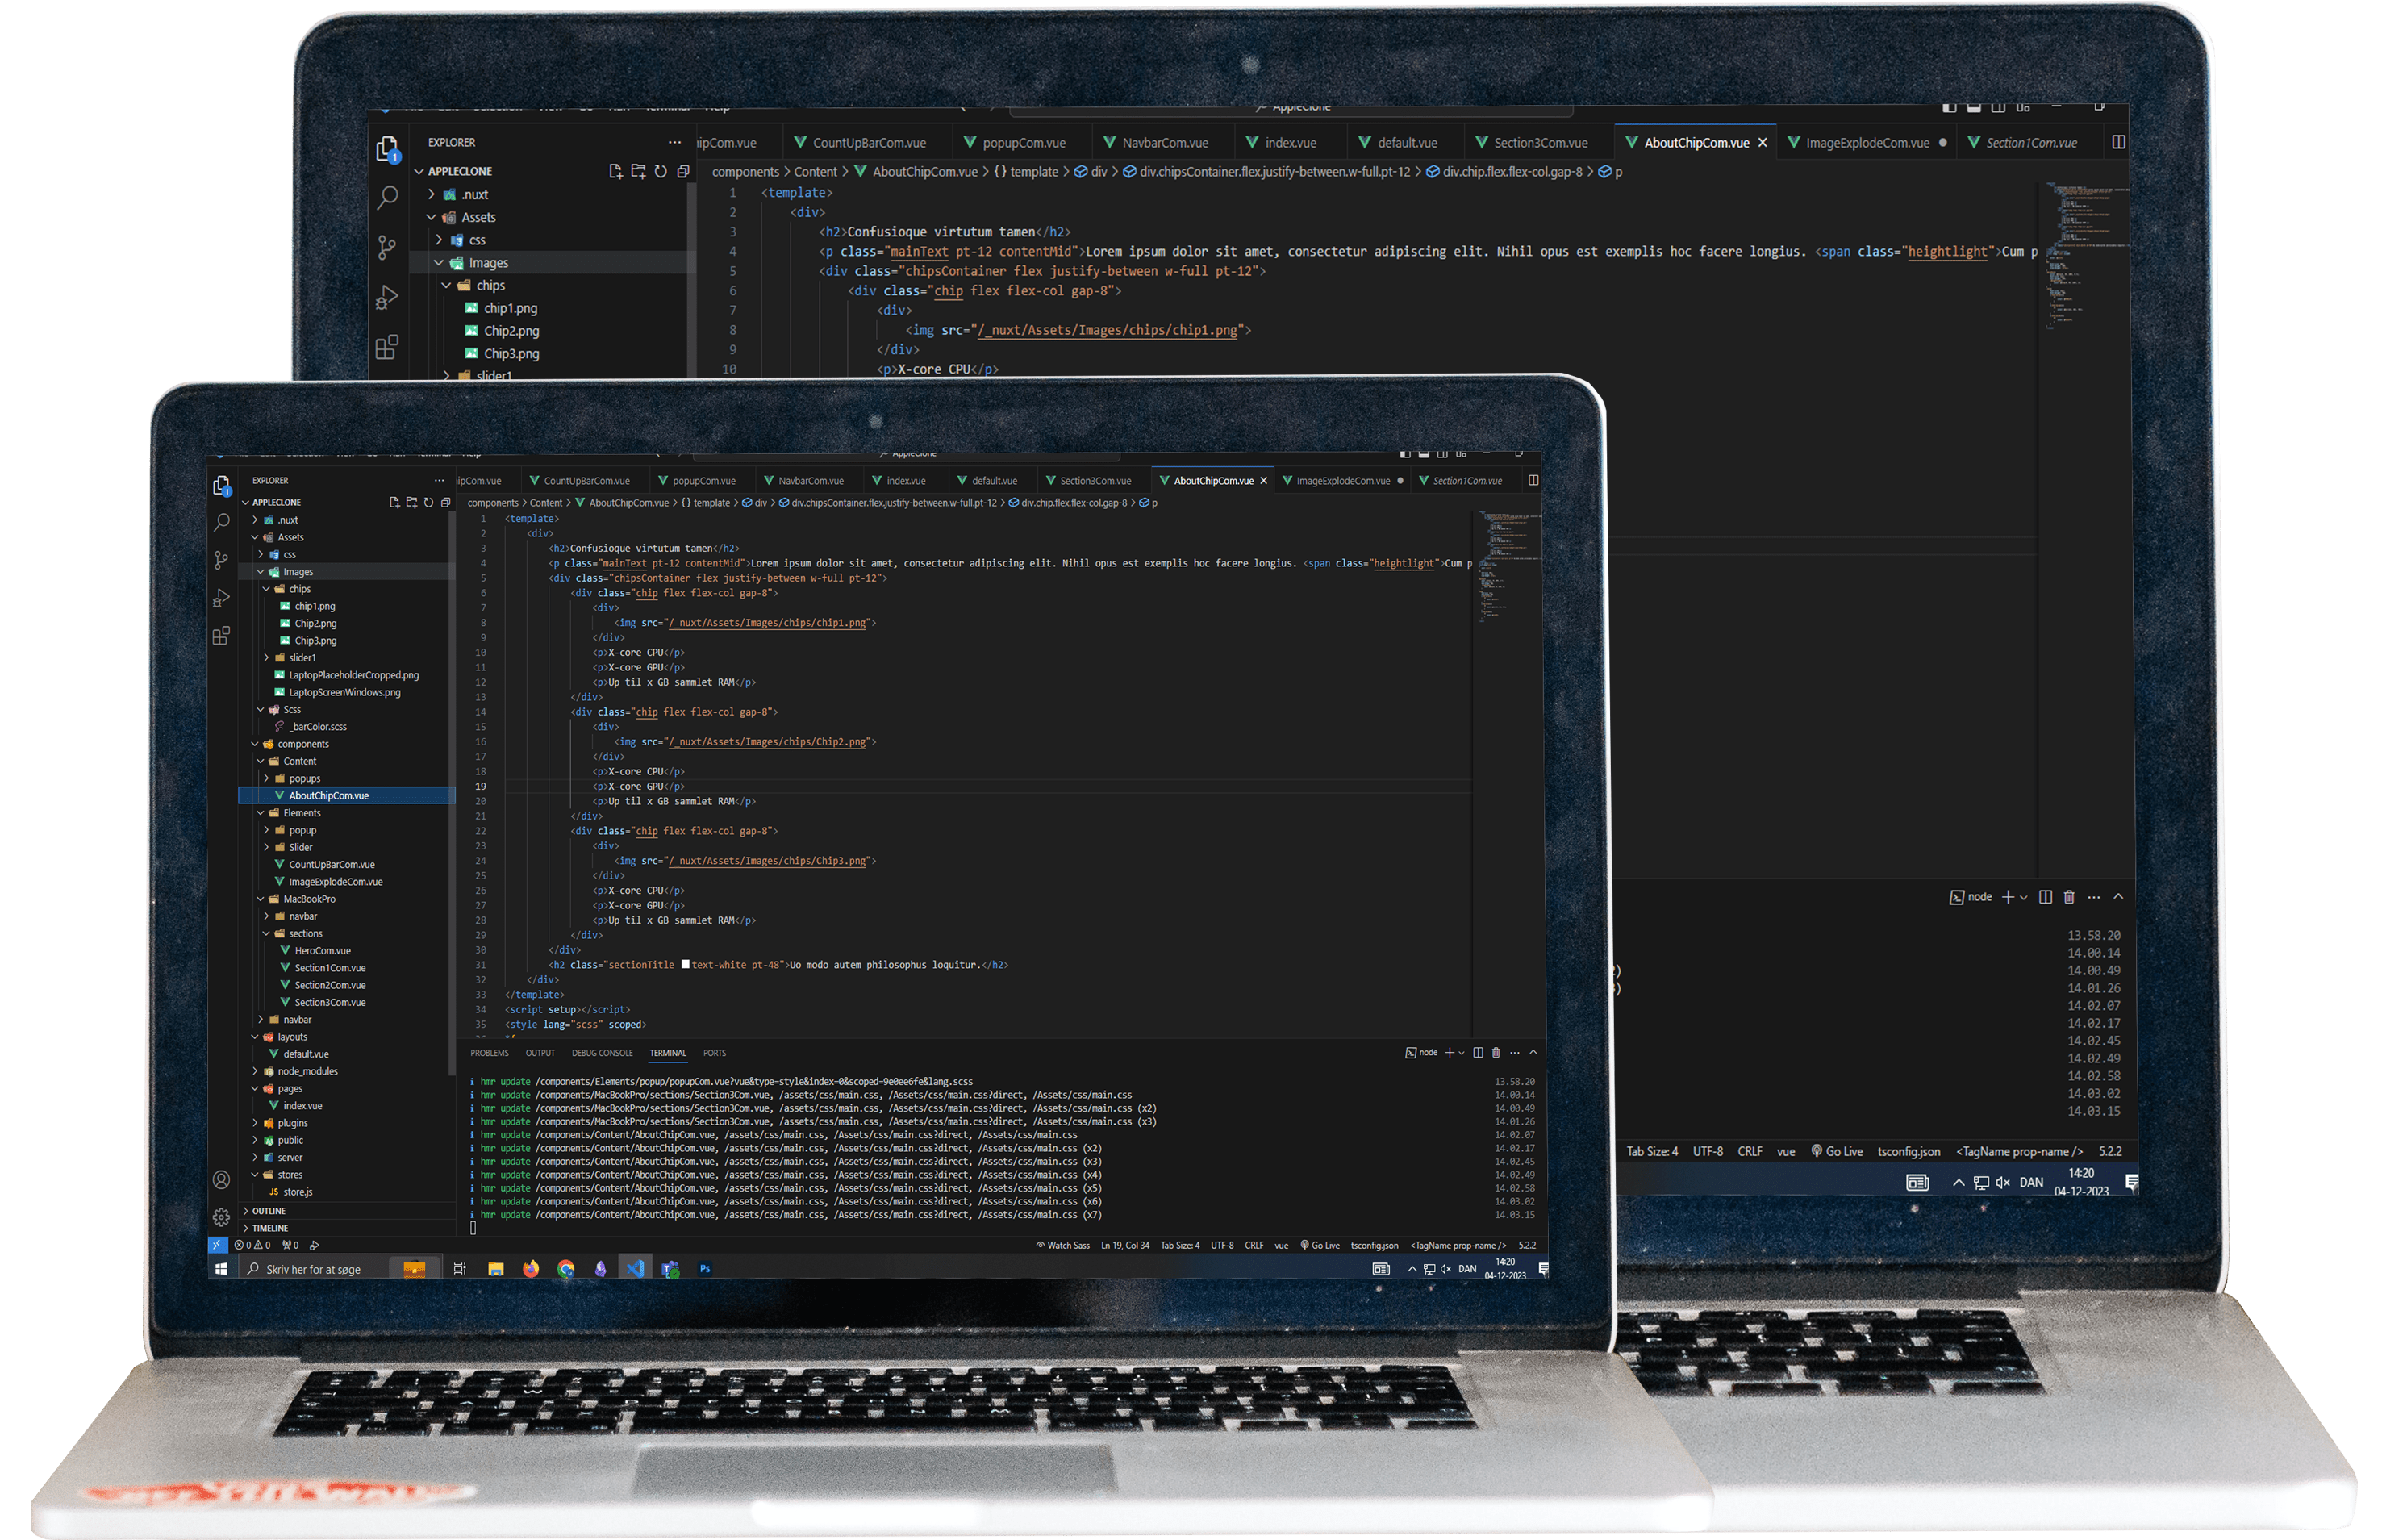 AppleClone
EXPLORER
ipCom.vue CountUpBarCom.vue popupCom.vue NavbarCom.vue index.vue default.vue Section3Com.vue AboutChipCom.vue ImageExplodeCom.vue Section1Com.vue
APPLECLONE
components > Content > AboutChipCom.vue > {} template > div > div.chipsContainer.flex.justify-between.w-full.pt-12 > div.chip.flex.flex-col.gap-8 > p
.nuxt
Assets
css
Images
chips
chip1.png
Chip2.png
Chip3.png
slider1
1 <template>
2 <div>
3 <h2>Confusioque virtutum tamen</h2>
4 <p class="mainText pt-12 contentMid">Lorem ipsum dolor sit amet, consectetur adipiscing elit. Nihil opus est exemplis hoc facere longius. <span class="heightlight">Cum p
5 <div class="chipsContainer flex justify-between w-full pt-12">
6 <div class="chip flex flex-col gap-8">
7 <div>
8 <img src="/_nuxt/Assets/Images/chips/chip1.png">
9 </div>
10 <p>X-core CPU</p>
node
13.58.20
14.00.14
14.00.49
14.01.26
14.02.07
14.02.17
14.02.45
14.02.49
14.02.58
14.03.02
14.03.15
Tab Size: 4 UTF-8 CRLF vue Go Live tsconfig.json <TagName prop-name /> 5.2.2
DAN 14:20
04-12-2023
AppleClone
EXPLORER
ipCom.vue CountUpBarCom.vue popupCom.vue NavbarCom.vue index.vue default.vue Section3Com.vue AboutChipCom.vue ImageExplodeCom.vue Section1Com.vue
APPLECLONE
components > Content > AboutChipCom.vue > {} template > div > div.chipsContainer.flex.justify-between.w-full.pt-12 > div.chip.flex.flex-col.gap-8 > p
.nuxt
Assets
css
Images
chips
chip1.png
Chip2.png
Chip3.png
slider1
LaptopPlaceholderCropped.png
LaptopScreenWindows.png
Scss
_barColor.scss
components
Content
popups
AboutChipCom.vue
Elements
popup
Slider
CountUpBarCom.vue
ImageExplodeCom.vue
MacBookPro
navbar
sections
HeroCom.vue
Section1Com.vue
Section2Com.vue
Section3Com.vue
navbar
layouts
default.vue
node_modules
pages
index.vue
plugins
public
server
stores
JS store.js
OUTLINE
TIMELINE
1 <template>
2 <div>
3 <h2>Confusioque virtutum tamen</h2>
4 <p class="mainText pt-12 contentMid">Lorem ipsum dolor sit amet, consectetur adipiscing elit. Nihil opus est exemplis hoc facere longius. <span class="heightlight">Cum p
5 <div class="chipsContainer flex justify-between w-full pt-12">
6 <div class="chip flex flex-col gap-8">
7 <div>
8 <img src="/_nuxt/Assets/Images/chips/chip1.png">
9 </div>
10 <p>X-core CPU</p>
11 <p>X-core GPU</p>
12 <p>Up til x GB sammlet RAM</p>
13 </div>
14 <div class="chip flex flex-col gap-8">
15 <div>
16 <img src="/_nuxt/Assets/Images/chips/Chip2.png">
17 </div>
18 <p>X-core CPU</p>
19 <p>X-core GPU</p>
20 <p>Up til x GB sammlet RAM</p>
21 </div>
22 <div class="chip flex flex-col gap-8">
23 <div>
24 <img src="/_nuxt/Assets/Images/chips/Chip3.png">
25 </div>
26 <p>X-core CPU</p>
27 <p>X-core GPU</p>
28 <p>Up til x GB sammlet RAM</p>
29 </div>
30 </div>
31 <h2 class="sectionTitle text-white pt-48">Uo modo autem philosophus loquitur.</h2>
32 </div>
33 </template>
34 <script setup></script>
35 <style lang="scss" scoped>
PROBLEMS OUTPUT DEBUG CONSOLE TERMINAL PORTS node
i hmr update /components/Elements/popup/popupCom.vue?vue&type=style&index=0&scoped=9e0ee6fe&lang.scss 13.58.20
i hmr update /components/MacBookPro/sections/Section3Com.vue, /assets/css/main.css, /Assets/css/main.css?direct, /Assets/css/main.css 14.00.14
i hmr update /components/MacBookPro/sections/Section3Com.vue, /assets/css/main.css, /Assets/css/main.css?direct, /Assets/css/main.css (x2) 14.00.49
i hmr update /components/MacBookPro/sections/Section3Com.vue, /assets/css/main.css, /Assets/css/main.css?direct, /Assets/css/main.css (x3) 14.01.26
i hmr update /components/Content/AboutChipCom.vue, /assets/css/main.css, /Assets/css/main.css?direct, /Assets/css/main.css 14.02.07
i hmr update /components/Content/AboutChipCom.vue, /assets/css/main.css, /Assets/css/main.css?direct, /Assets/css/main.css (x2) 14.02.17
i hmr update /components/Content/AboutChipCom.vue, /assets/css/main.css, /Assets/css/main.css?direct, /Assets/css/main.css (x3) 14.02.45
i hmr update /components/Content/AboutChipCom.vue, /assets/css/main.css, /Assets/css/main.css?direct, /Assets/css/main.css (x4) 14.02.49
i hmr update /components/Content/AboutChipCom.vue, /assets/css/main.css, /Assets/css/main.css?direct, /Assets/css/main.css (x5) 14.02.58
i hmr update /components/Content/AboutChipCom.vue, /assets/css/main.css, /Assets/css/main.css?direct, /Assets/css/main.css (x6) 14.03.02
i hmr update /components/Content/AboutChipCom.vue, /assets/css/main.css, /Assets/css/main.css?direct, /Assets/css/main.css (x7) 14.03.15
0 0 0 Watch Sass Ln 19, Col 34 Tab Size: 4 UTF-8 CRLF vue Go Live tsconfig.json <TagName prop-name /> 5.2.2
Skriv her for at søge Ps DAN 14:20
04-12-2023